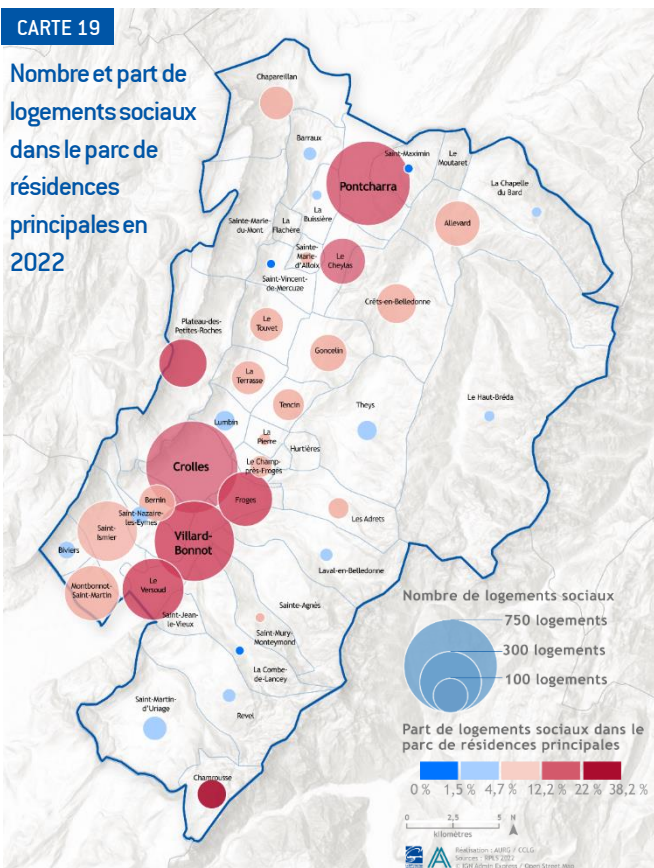 CARTE 19
Nombre et part de
logements sociaux
dans le parc de
résidences
principales en
2022
Chapareillan
Barraux
Saint-Maximin
Le
Moutaret
Pontcharra
La Chapelle
du Bard
La
Buissière
Allevard
Sainte-Marie-
du-Mont
La
Flachère
Sainte-
Marie-
d'Alloix
Le
Cheylas
Saint-Vincent-
de-Mercuze
Crêts-en-Belledonne
Plateau-des-
Petites-Roches
Le
Touvet
Goncelin
La
Terrasse
Tencin
Theys
Le Haut-Bréda
Lumbin
La
Pierre
Hurtières
Crolles
Le Champ-
près-Froges
Bernin
Froges
Saint-Nazaire-
les-Eymes
Les Adrets
Saint-
Ismier
Villard-
Bonnot
Biviers
Laval-en-Belledonne
Montbonnot-
Saint-Martin
Le
Versoud
Sainte-Agnès
Saint-Jean-
le-Vieux
Saint-Mury-
Monteymond
La Combe-
de-Lancey
Saint-Martin-
d'Uriage
Revel
Chamrousse
Nombre de logements sociaux
750 logements
300 logements
100 logements
Part de logements sociaux dans le
parc de résidences principales
0 % 1,5 % 4,7 % 12,2 % 22 % 38,2 %
0 2,5 5 N
kilomètres
Réalisation : AURG / CCLG
Sources : RPLS 2022
© IGN Admin Express / Open Street Map